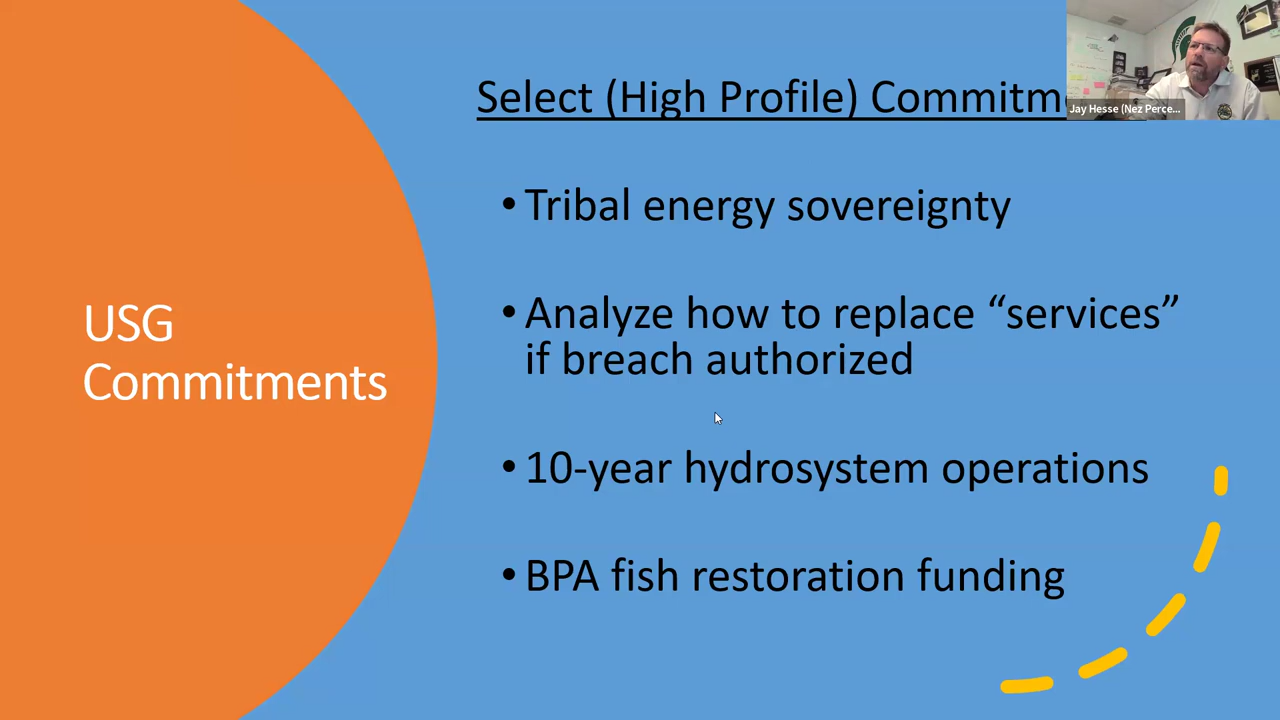 Select (High Profile) Commitm
Jay Hesse (Nez Perce...
• Tribal energy sovereignty
• Analyze how to replace “services”
if breach authorized
USG
Commitments
• 10-year hydrosystem operations
• BPA fish restoration funding